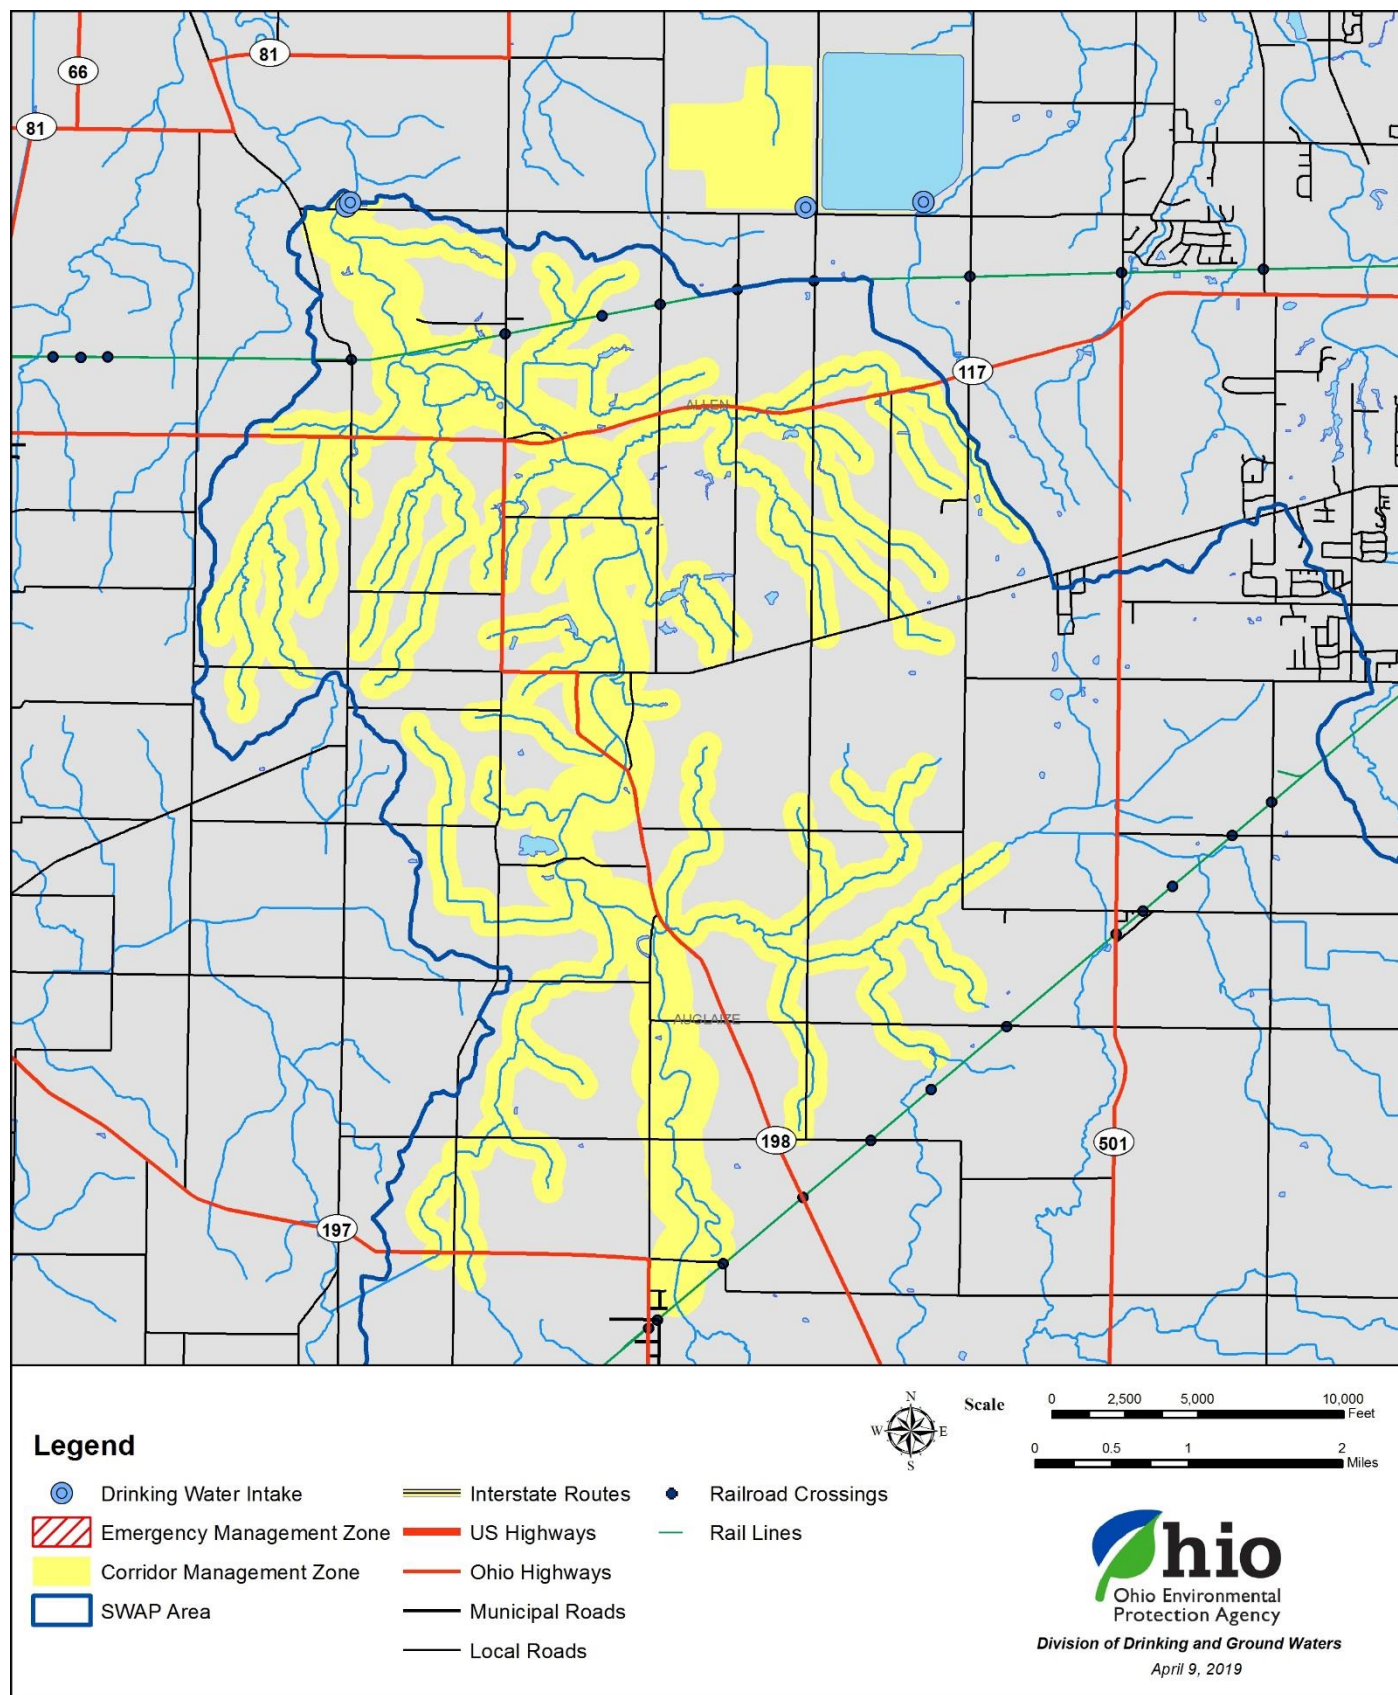 81
66
81
117
ALLEN
AUGLAIZE
198
501
197
N
W E
S
Scale
0 2,500 5,000 10,000
Feet
0 0.5 1 2
Miles
Legend
Drinking Water Intake
Emergency Management Zone
Corridor Management Zone
SWAP Area
Interstate Routes
US Highways
Ohio Highways
Municipal Roads
Local Roads
Railroad Crossings
Rail Lines
Ohio
Ohio Environmental
Protection Agency
Division of Drinking and Ground Waters
April 9, 2019